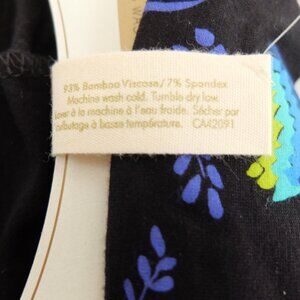 93% Bamboo Viscose/7% Spandex
Machine wash cold. Tumble dry low.
Laver à la machine à l'eau froide. Sécher par
culbutage à basse température. CA42091